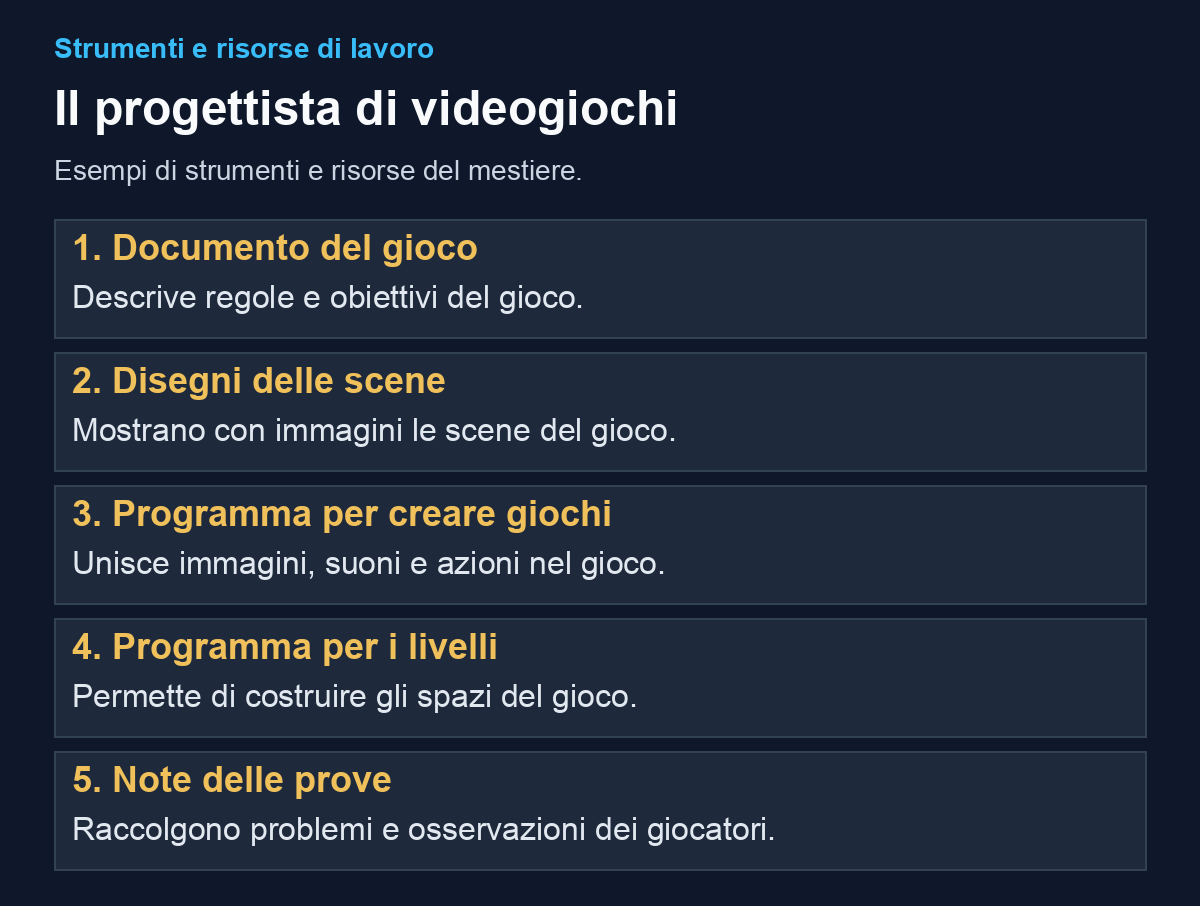 Strumenti e risorse di lavoro
Il progettista di videogiochi
Esempi di strumenti e risorse del mestiere.
1. Documento del gioco
Descrive regole e obiettivi del gioco.
2. Disegni delle scene
Mostrano con immagini le scene del gioco.
3. Programma per creare giochi
Unisce immagini, suoni e azioni nel gioco.
4. Programma per i livelli
Permette di costruire gli spazi del gioco.
5. Note delle prove
Raccolgono problemi e osservazioni dei giocatori.